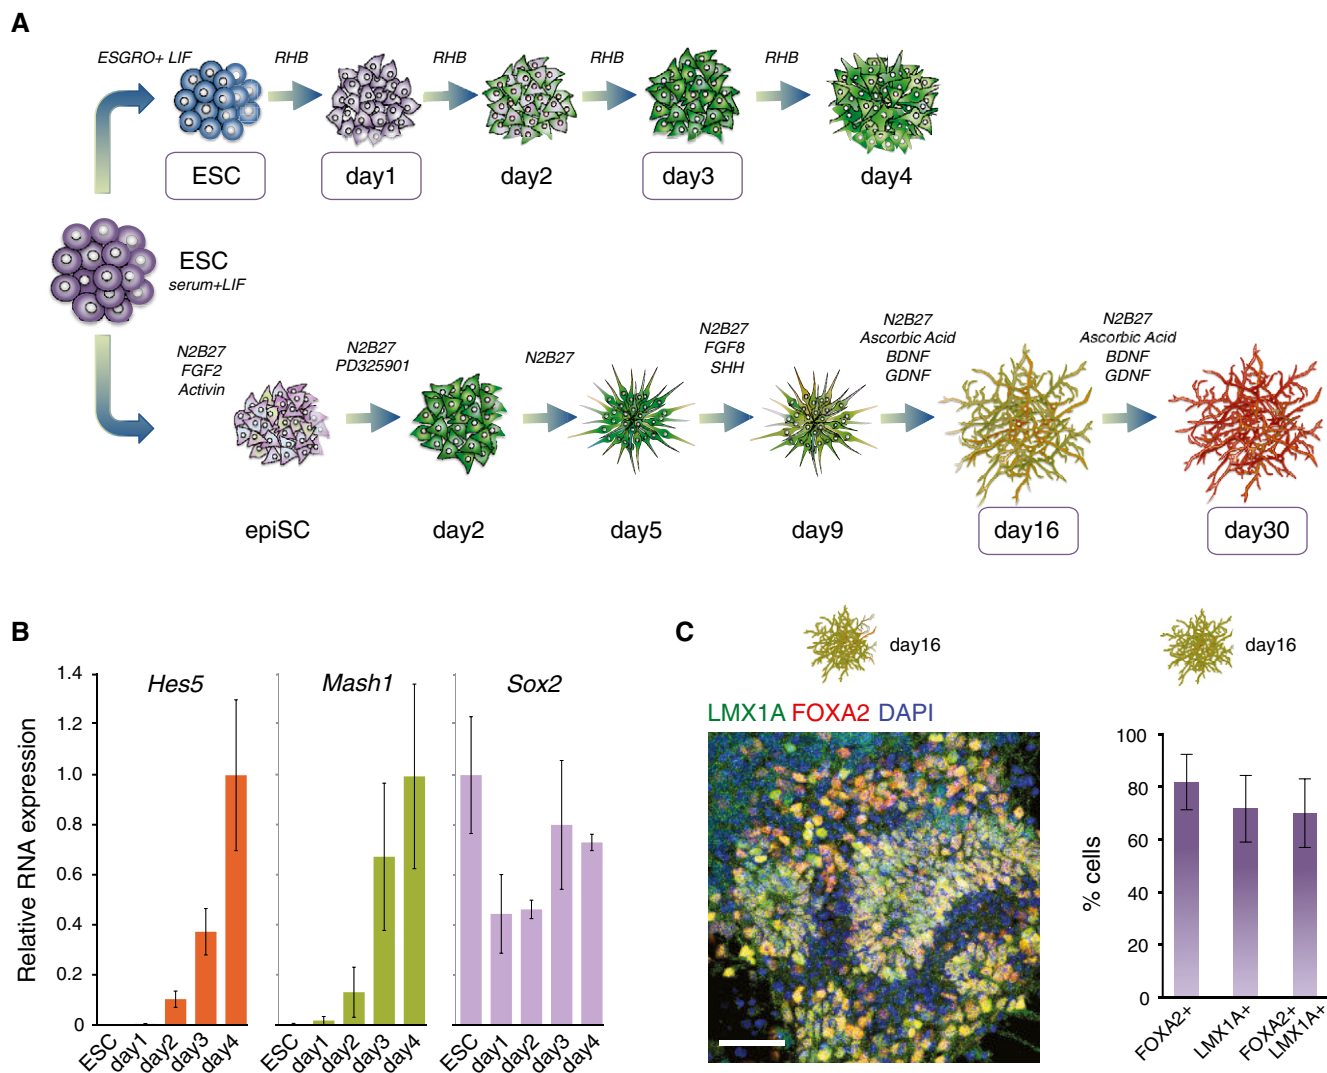 A
ESGRO+ LIF
RHB
RHB
RHB
RHB
ESC
day1
day2
day3
day4
ESC
serum+LIF
N2B27
FGF2
Activin
N2B27
PD325901
N2B27
N2B27
FGF8
SHH
N2B27
Ascorbic Acid
BDNF
GDNF
N2B27
Ascorbic Acid
BDNF
GDNF
epiSC
day2
day5
day9
day16
day30
B
Relative RNA expression
1.4
1.2
1.0
0.8
0.6
0.4
0.2
0
Hes5
Mash1
Sox2
ESC
day1
day2
day3
day4
ESC
day1
day2
day3
day4
ESC
day1
day2
day3
day4
C
day16
LMX1A FOXA2 DAPI
day16
% cells
100
80
60
40
20
0
FOXA2+
LMX1A+
FOXA2+
LMX1A+